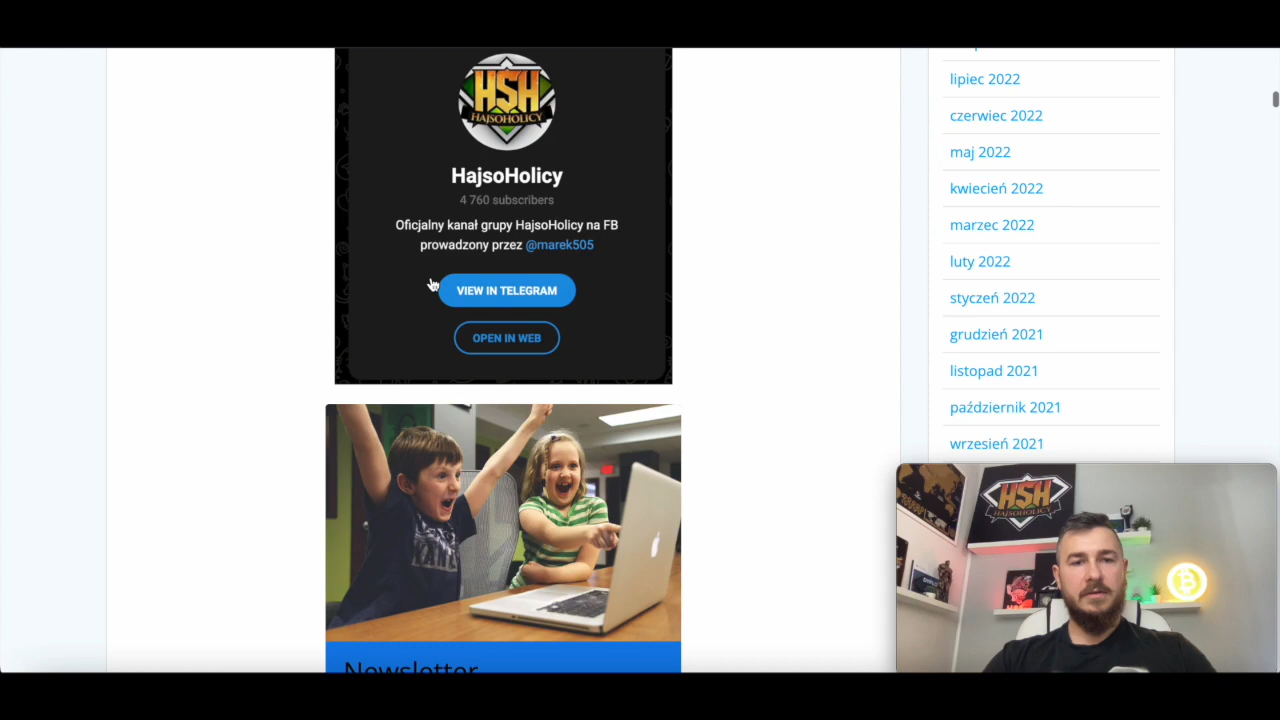 H$H
HAJSOHOLICY
HajsoHolicy
4 760 subscribers
Oficjalny kanał grupy HajsoHolicy na FB
prowadzony przez @marek505
VIEW IN TELEGRAM
OPEN IN WEB
Newsletter
lipiec 2022
czerwiec 2022
maj 2022
kwiecień 2022
marzec 2022
luty 2022
styczeń 2022
grudzień 2021
listopad 2021
październik 2021
wrzesień 2021
H$H
HAJSOHOLICY